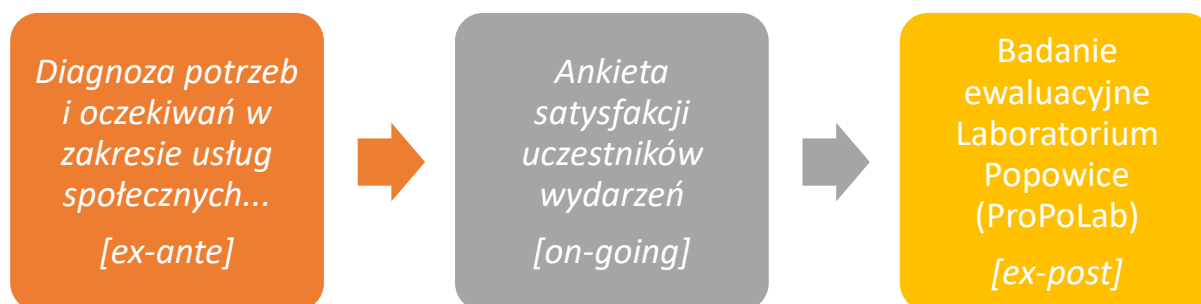 Diagnoza potrzeb
i oczekiwań w
zakresie usług
społecznych...
[ex-ante]
Ankieta
satysfakcji
uczestników
wydarzeń
[on-going]
Badanie
ewaluacyjne
Laboratorium
Popowice
(ProPoLab)
[ex-post]